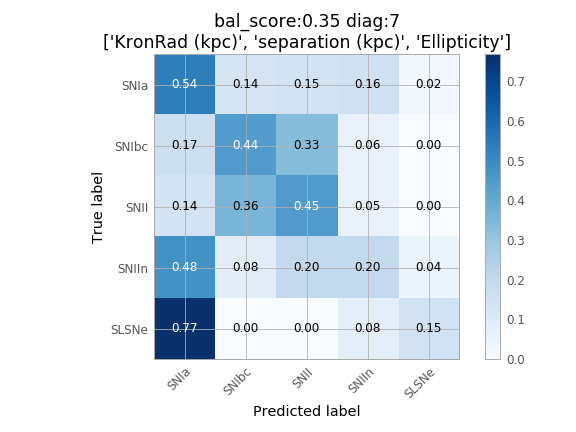 bal_score:0.35 diag:7
['KronRad (kpc)', 'separation (kpc)', 'Ellipticity']
True label
SNIa 0.54 0.14 0.15 0.16 0.02
SNIbc 0.17 0.44 0.33 0.06 0.00
SNII 0.14 0.36 0.45 0.05 0.00
SNIIn 0.48 0.08 0.20 0.20 0.04
SLSNe 0.77 0.00 0.00 0.08 0.15
SNIa SNIbc SNII SNIIn SLSNe
Predicted label
0.7
0.6
0.5
0.4
0.3
0.2
0.1
0.0